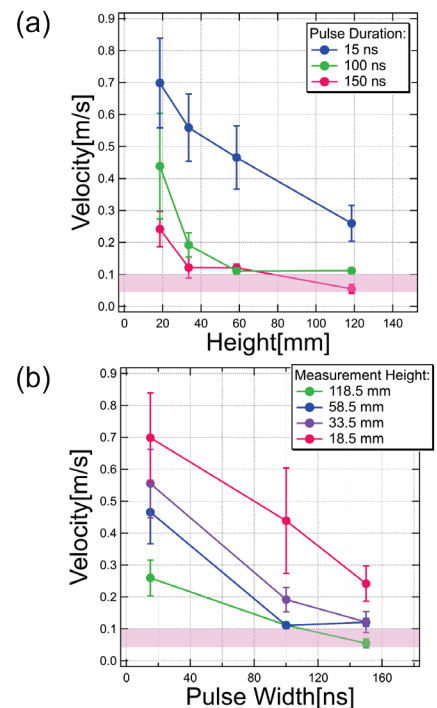 (a)
Pulse Duration:
15 ns
100 ns
150 ns
0.9
0.8
0.7
0.6
0.5
0.4
0.3
0.2
0.1
0.0
Velocity[m/s]
0 20 40 60 80 100 120 140
Height[mm]
(b)
Measurement Height:
118.5 mm
58.5 mm
33.5 mm
18.5 mm
0.9
0.8
0.7
0.6
0.5
0.4
0.3
0.2
0.1
0.0
Velocity[m/s]
0 40 80 120 160
Pulse Width[ns]